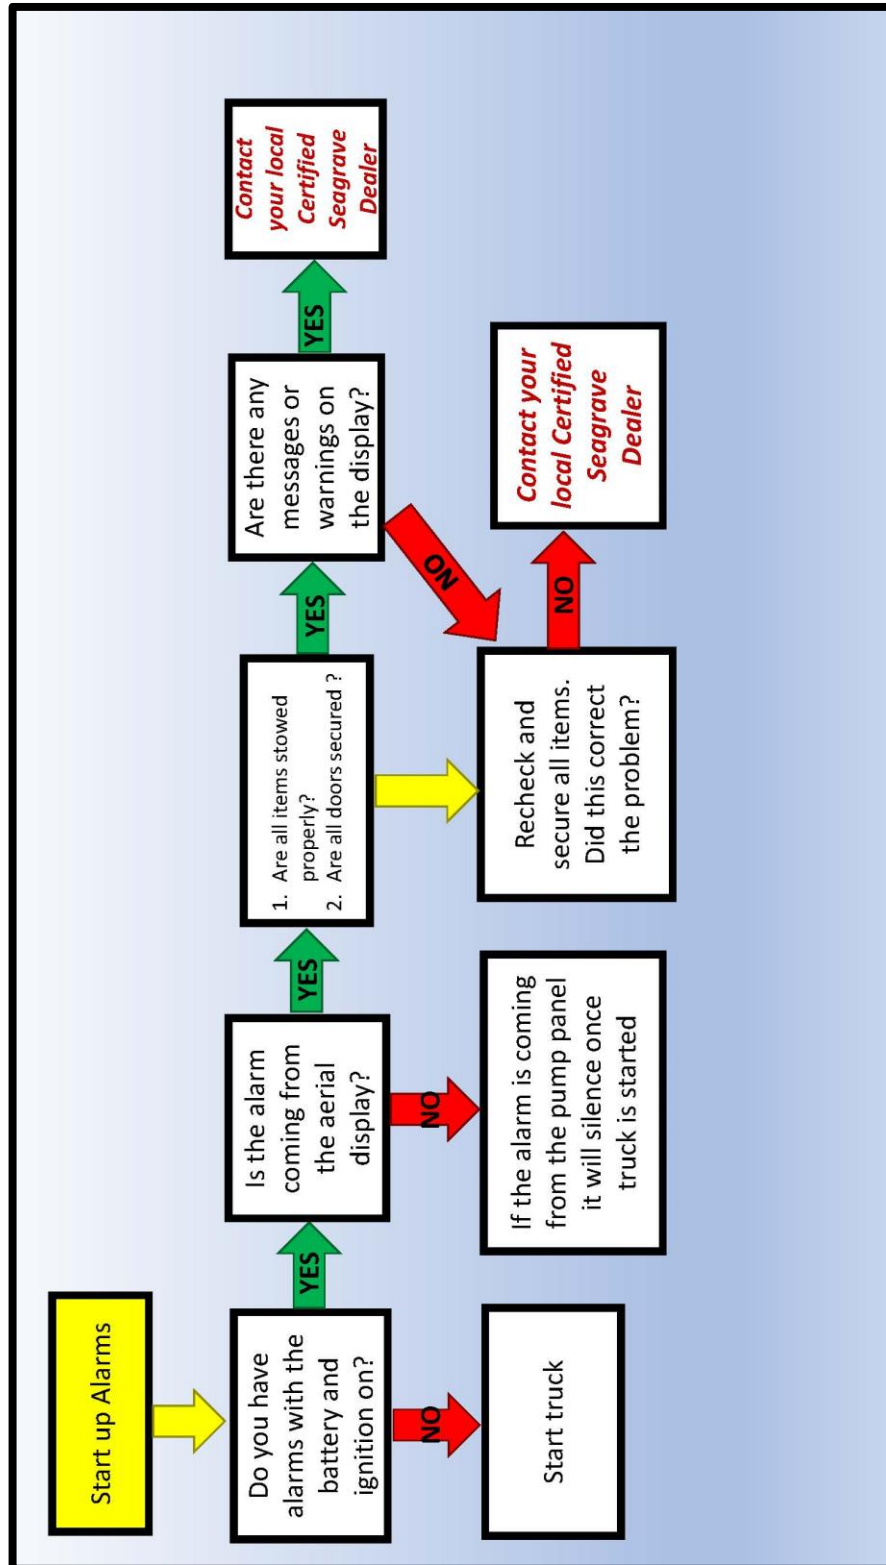 Start up Alarms
Do you have
alarms with the
battery and
ignition on?
YES
NO
Start truck
Is the alarm
coming from
the aerial
display?
YES
NO
If the alarm is coming
from the pump panel
it will silence once
truck is started
1. Are all items stowed
properly?
2. Are all doors secured ?
YES
Recheck and
secure all items.
Did this correct
the problem?
NO
Contact your
local Certified
Seagrave
Dealer
Are there any
messages or
warnings on
the display?
NO
YES
Contact
your local
Certified
Seagrave
Dealer